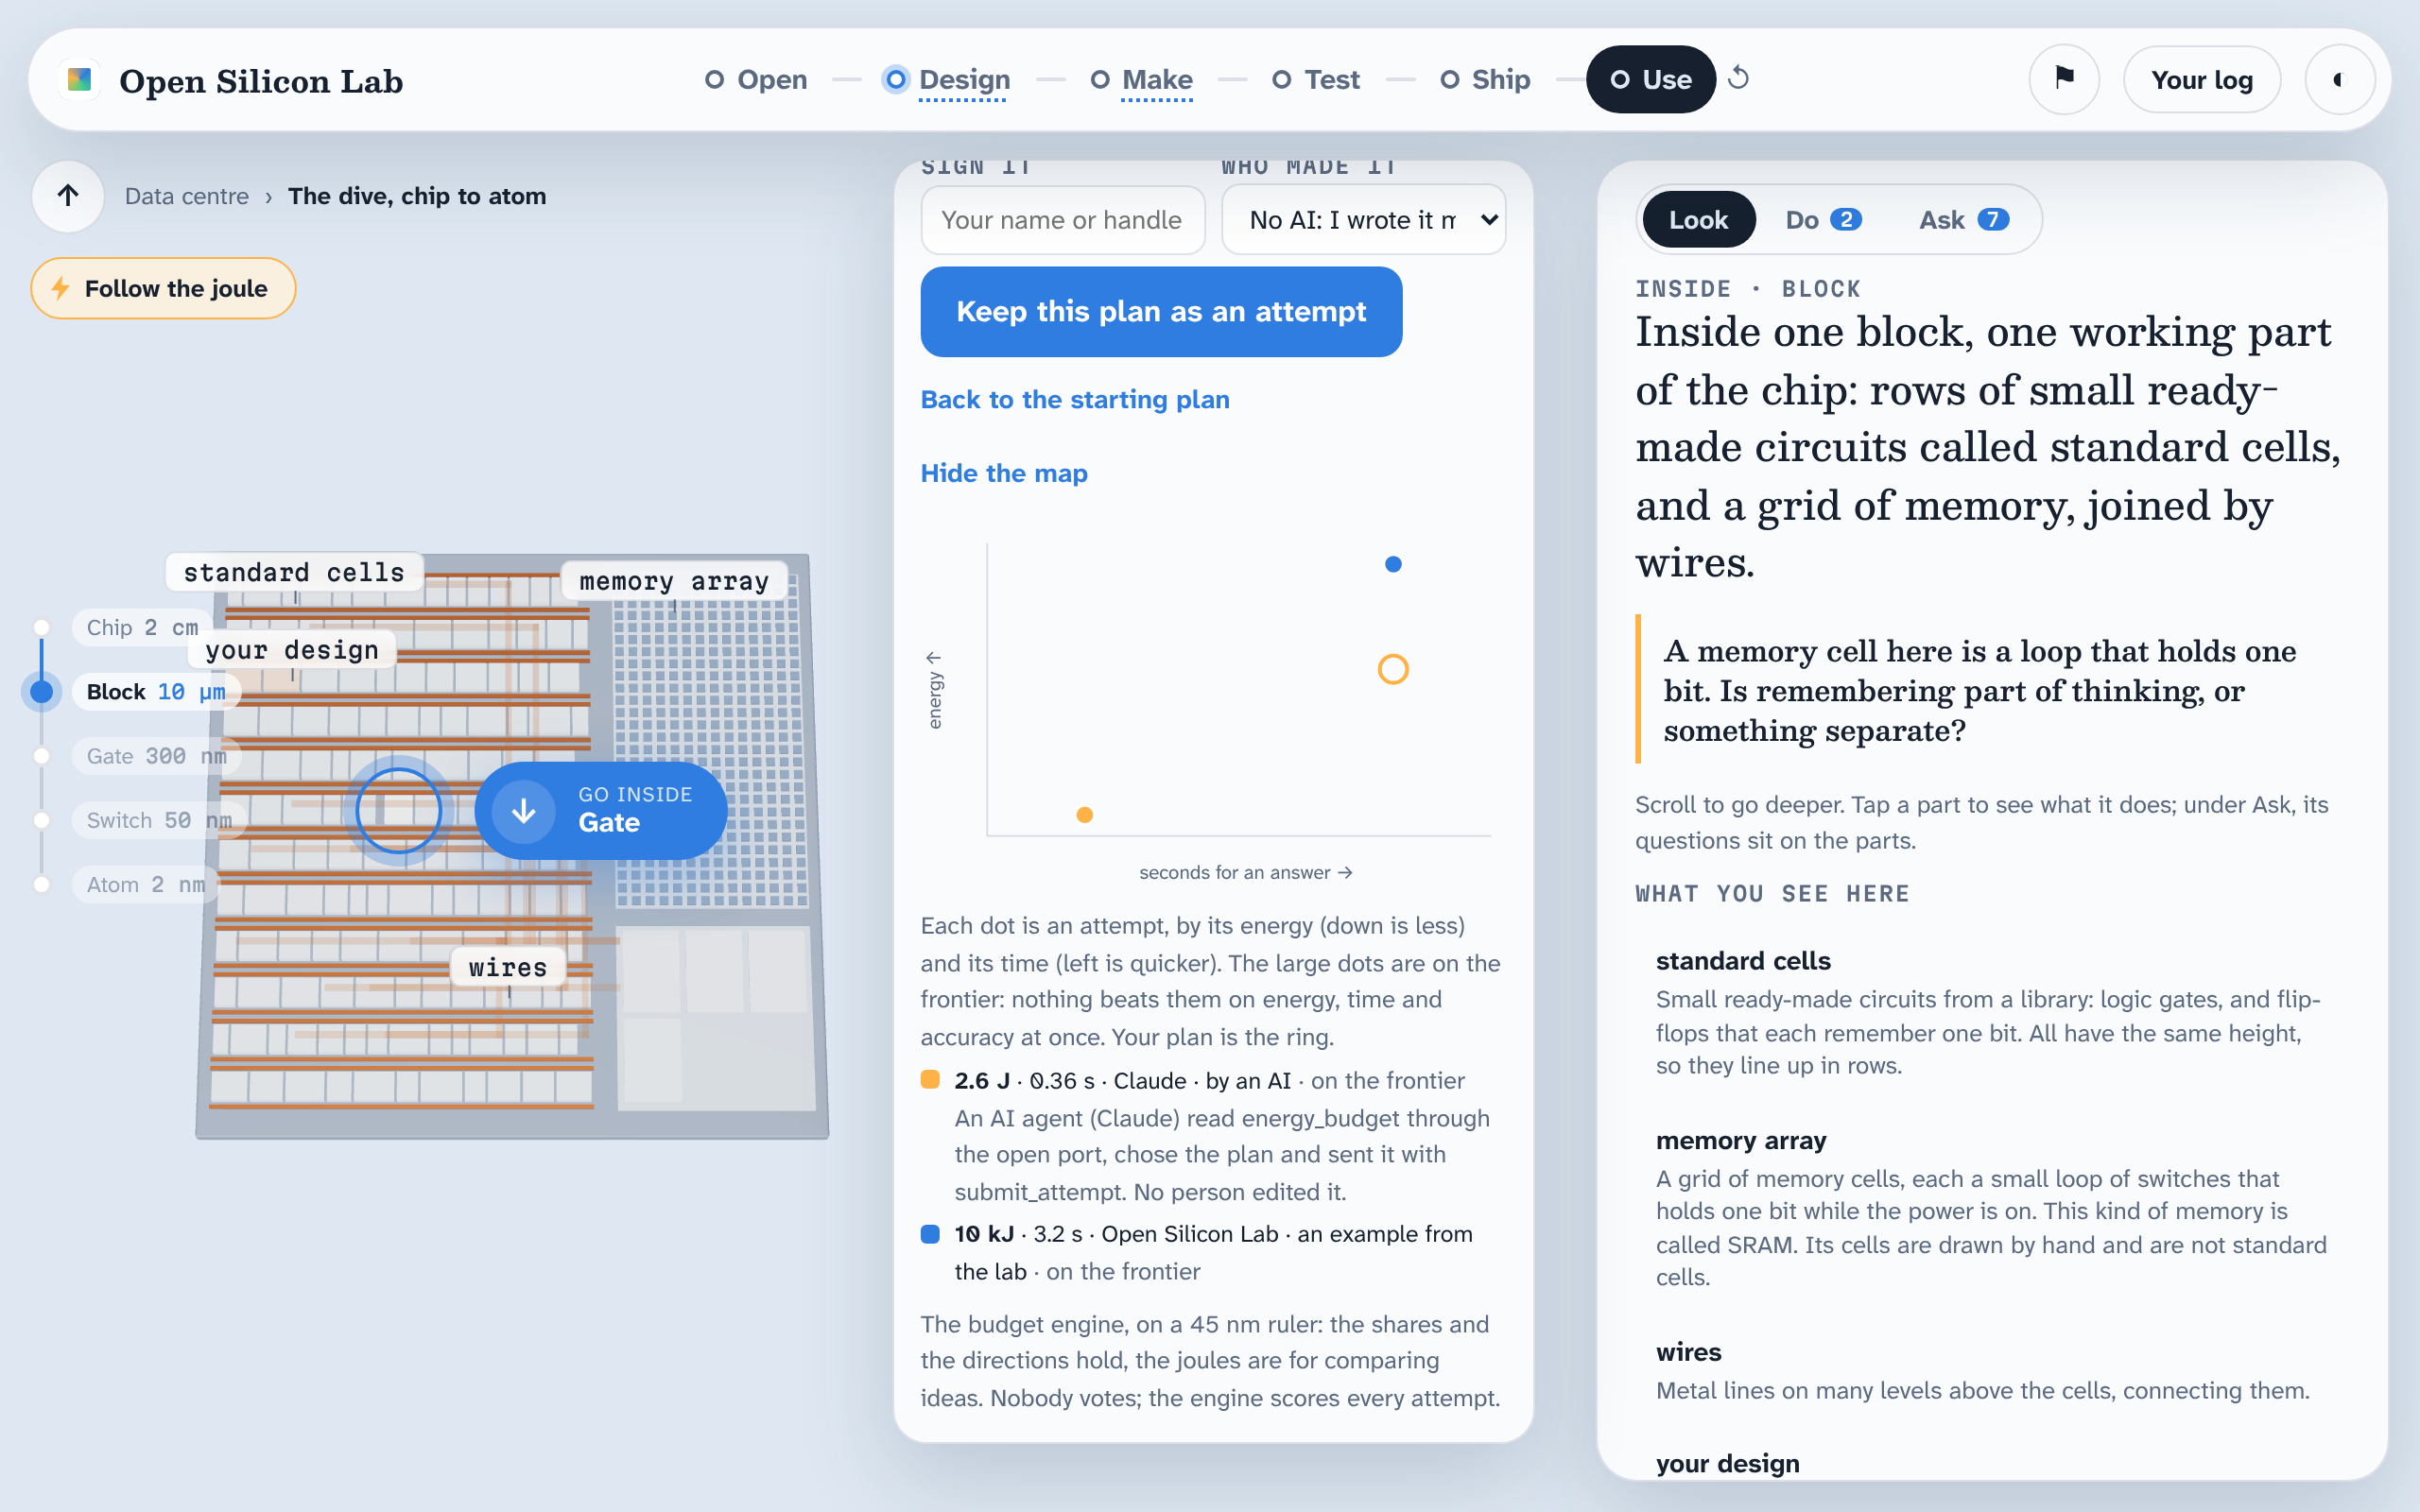 Open Silicon Lab
Open
Design
Make
Test
Ship
Use
Your log
Data centre › The dive, chip to atom
Follow the joule
standard cells
memory array
your design
wires
Chip 2 cm
Block 10 µm
Gate 300 nm
Switch 50 nm
Atom 2 nm
GO INSIDE
Gate
SIGN IT
WHO MADE IT
Your name or handle
No AI: I wrote it m
Keep this plan as an attempt
Back to the starting plan
Hide the map
energy →
seconds for an answer →
Each dot is an attempt, by its energy (down is less)
and its time (left is quicker). The large dots are on the
frontier: nothing beats them on energy, time and
accuracy at once. Your plan is the ring.
2.6 J · 0.36 s · Claude · by an AI · on the frontier
An AI agent (Claude) read energy_budget through
the open port, chose the plan and sent it with
submit_attempt. No person edited it.
10 kJ · 3.2 s · Open Silicon Lab · an example from
the lab · on the frontier
The budget engine, on a 45 nm ruler: the shares and
the directions hold, the joules are for comparing
ideas. Nobody votes; the engine scores every attempt.
Look
Do 2
Ask 7
INSIDE · BLOCK
Inside one block, one working part
of the chip: rows of small ready-
made circuits called standard cells,
and a grid of memory, joined by
wires.
A memory cell here is a loop that holds one
bit. Is remembering part of thinking, or
something separate?
Scroll to go deeper. Tap a part to see what it does; under Ask, its
questions sit on the parts.
WHAT YOU SEE HERE
standard cells
Small ready-made circuits from a library: logic gates, and flip-
flops that each remember one bit. All have the same height,
so they line up in rows.
memory array
A grid of memory cells, each a small loop of switches that
holds one bit while the power is on. This kind of memory is
called SRAM. Its cells are drawn by hand and are not standard
cells.
wires
Metal lines on many levels above the cells, connecting them.
your design